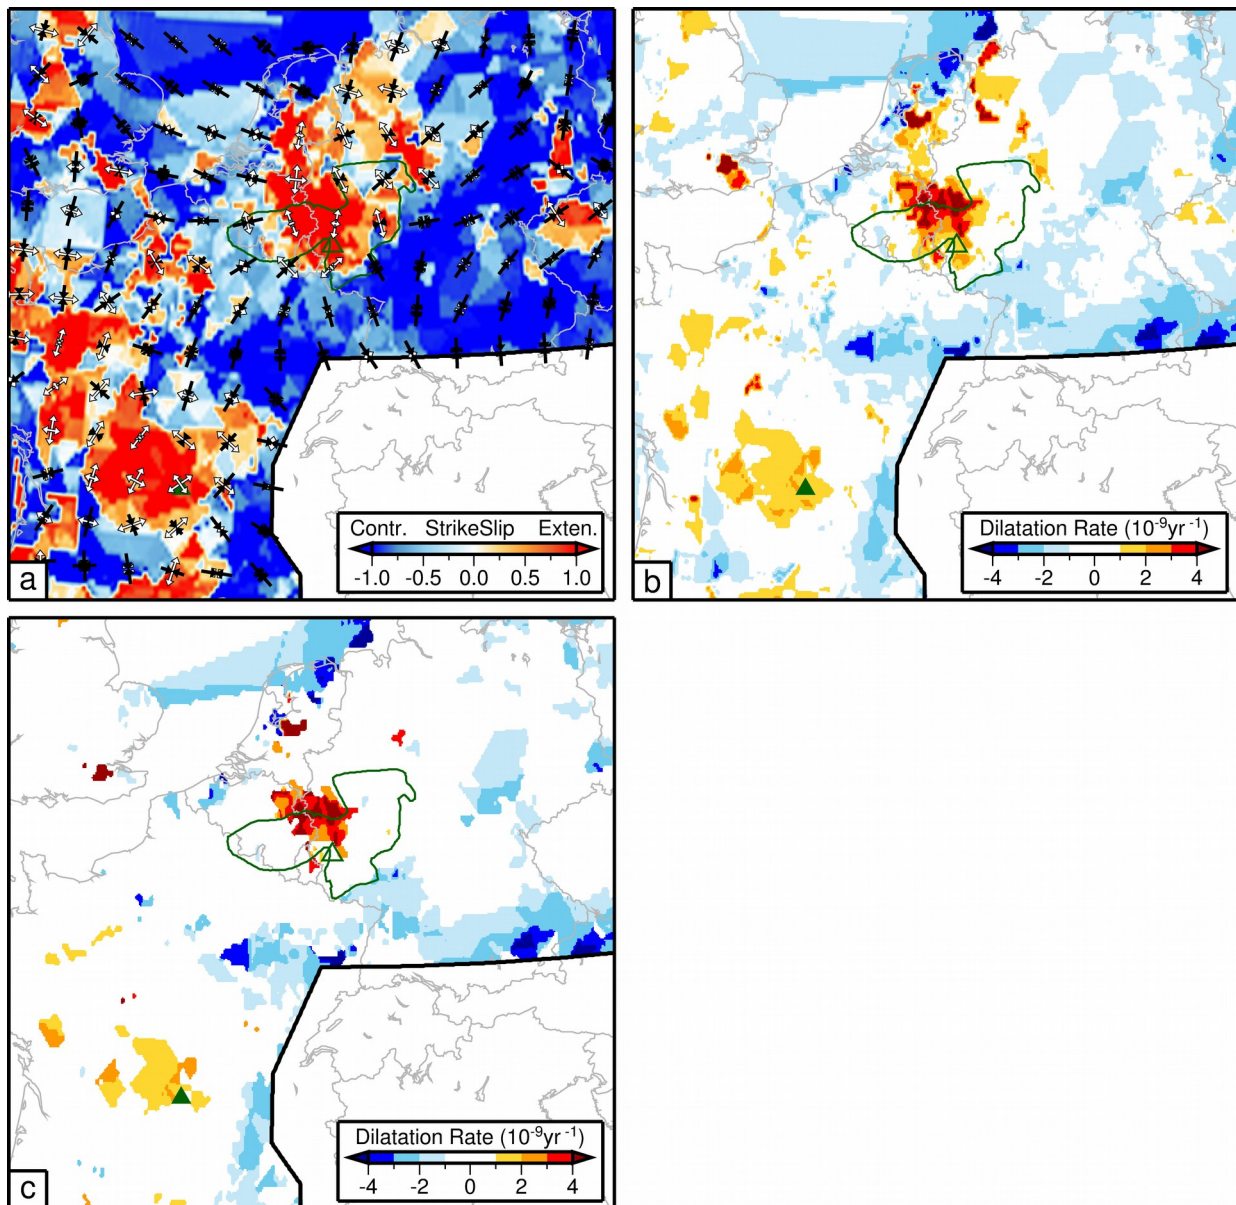 Contr. StrikeSlip Exten.
-1.0 -0.5 0.0 0.5 1.0
a
Dilatation Rate (10⁻⁹yr⁻¹)
-4 -2 0 2 4
b
Dilatation Rate (10⁻⁹yr⁻¹)
-4 -2 0 2 4
c